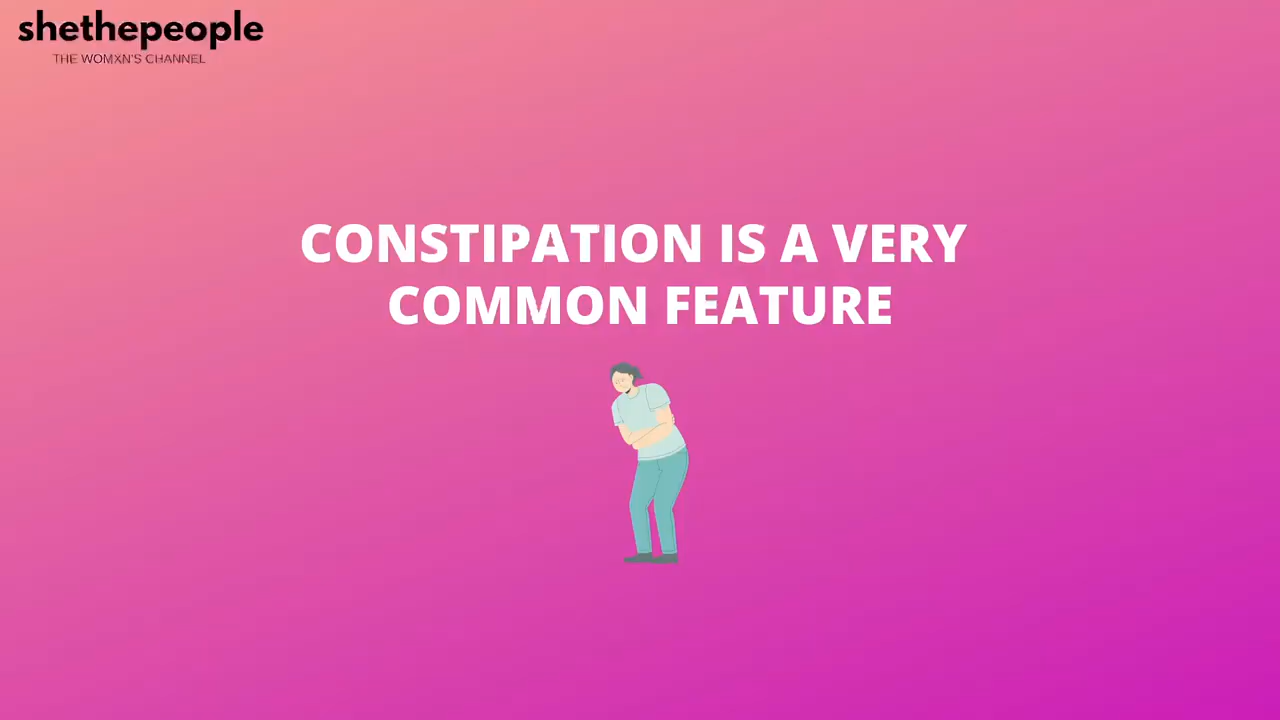 shethepeople
THE WOMXN'S CHANNEL
CONSTIPATION IS A VERY
COMMON FEATURE